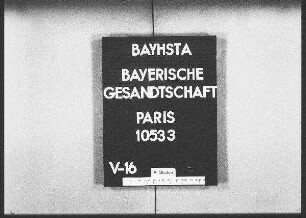 BAYHSTA
BAYERISCHE
GESANDTSCHAFT
PARIS
10533
V-16